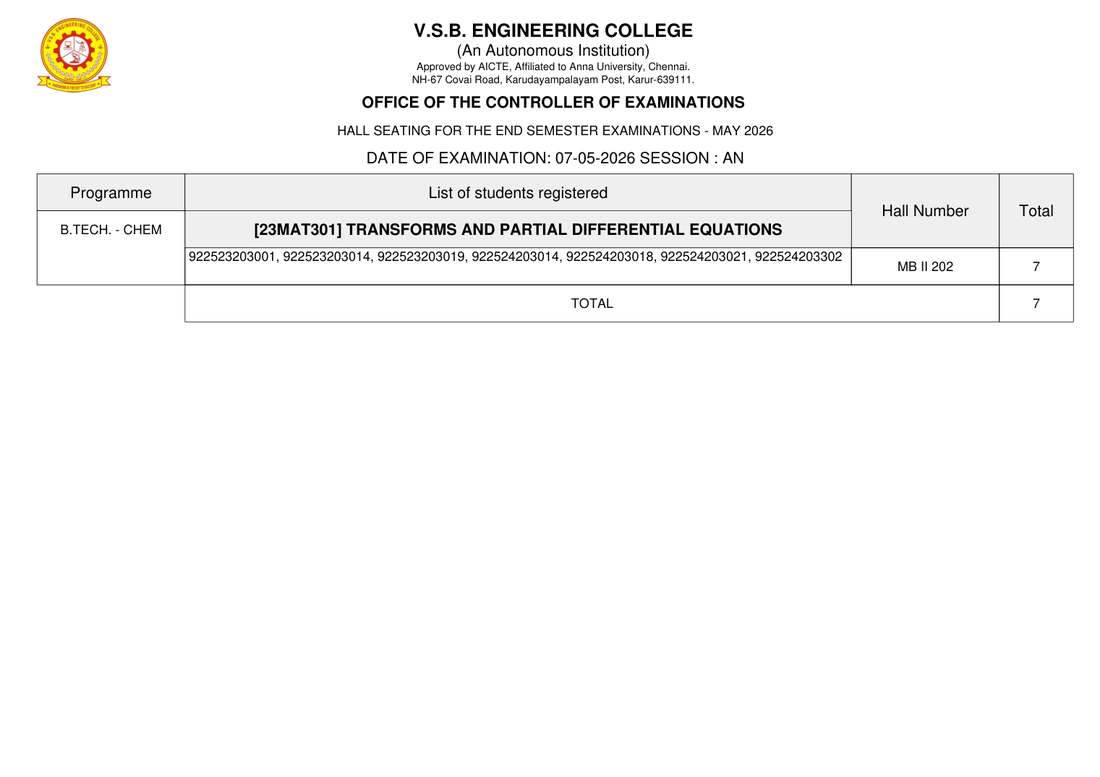 V.S.B. ENGINEERING COLLEGE
(An Autonomous Institution)
Approved by AICTE, Affiliated to Anna University, Chennai.
NH-67 Covai Road, Karudayampalayam Post, Karur-639111.
OFFICE OF THE CONTROLLER OF EXAMINATIONS
HALL SEATING FOR THE END SEMESTER EXAMINATIONS - MAY 2026
DATE OF EXAMINATION: 07-05-2026 SESSION : AN
Programme List of students registered Hall Number Total
B.TECH. - CHEM [23MAT301] TRANSFORMS AND PARTIAL DIFFERENTIAL EQUATIONS
922523203001, 922523203014, 922523203019, 922524203014, 922524203018, 922524203021, 922524203302 MB II 202 7
TOTAL 7